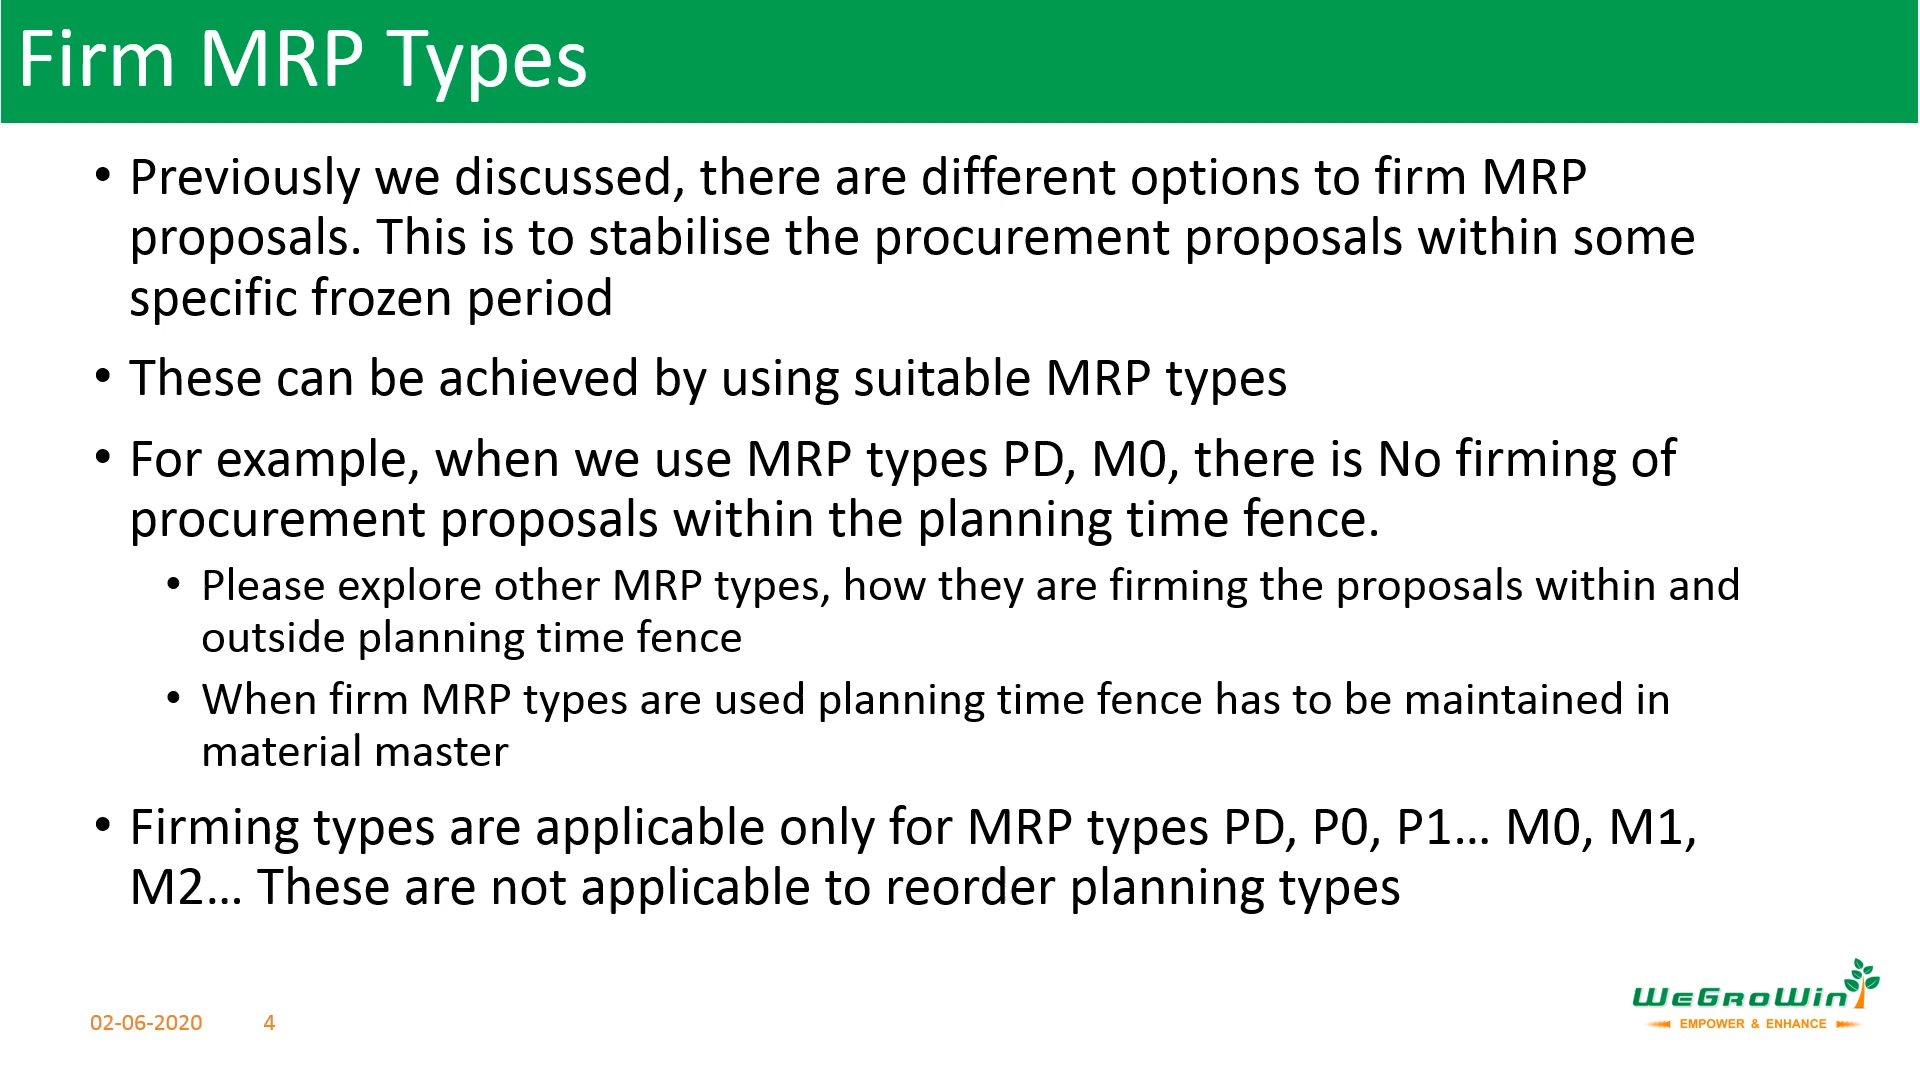 Firm MRP Types
• Previously we discussed, there are different options to firm MRP
proposals. This is to stabilise the procurement proposals within some
specific frozen period
• These can be achieved by using suitable MRP types
• For example, when we use MRP types PD, M0, there is No firming of
procurement proposals within the planning time fence.
• Please explore other MRP types, how they are firming the proposals within and
outside planning time fence
• When firm MRP types are used planning time fence has to be maintained in
material master
• Firming types are applicable only for MRP types PD, P0, P1… M0, M1,
M2… These are not applicable to reorder planning types
WeGroWin
EMPOWER & ENHANCE
02-06-2020 4